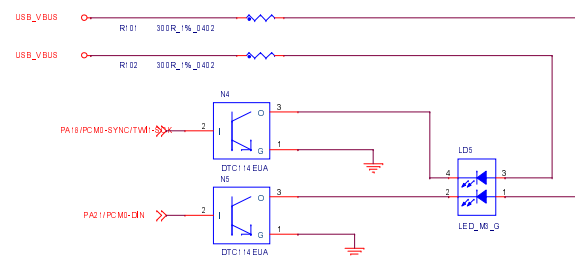 USB_VBUS
R101 300R_1%_0402
USB_VBUS
R102 300R_1%_0402
N4
O 3
PA18/PCM0-SYNC/TWI1-SCK 2 I
G 1
DTC114EUA
N5
O 3
PA21/PCM0-DIN 2 I
G 1
DTC114EUA
LD5
4 3
2 1
LED_M3_G